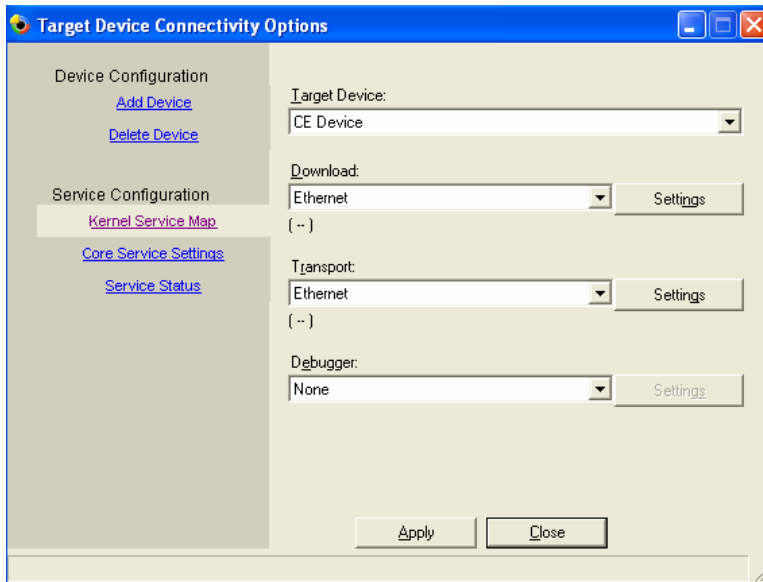 Target Device Connectivity Options
Device Configuration
Add Device
Delete Device
Service Configuration
Kernel Service Map
Core Service Settings
Service Status
Target Device:
CE Device
Download:
Ethernet
Settings
( -- )
Transport:
Ethernet
Settings
( -- )
Debugger:
None
Settings
Apply
Close